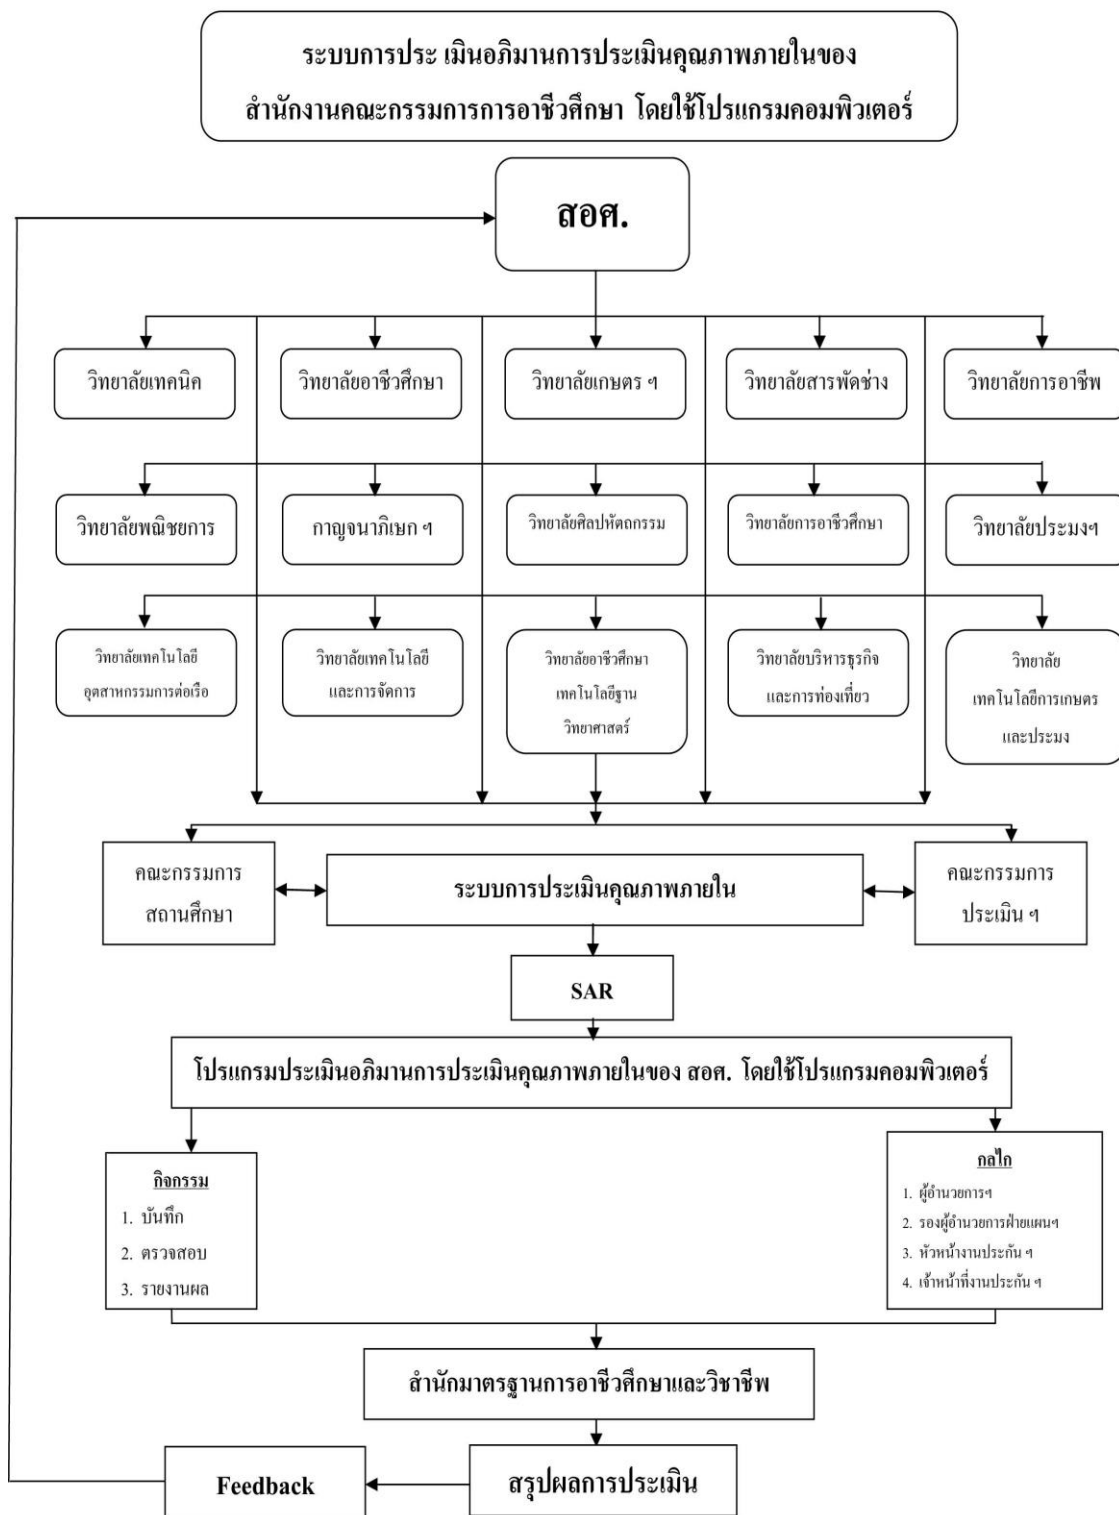 ระบบการประ เมินอภิมานการประเมินคุณภาพภายในของ
สำนักงานคณะกรรมการการอาชีวศึกษา โดยใช้โปรแกรมคอมพิวเตอร์
สอศ.
วิทยาลัยเทคนิค
วิทยาลัยอาชีวศึกษา
วิทยาลัยเกษตร ฯ
วิทยาลัยสารพัดช่าง
วิทยาลัยการอาชีพ
วิทยาลัยพณิชยการ
กาญจนาภิเษก ฯ
วิทยาลัยศิลปหัตถกรรม
วิทยาลัยการอาชีวศึกษา
วิทยาลัยประมงฯ
วิทยาลัยเทคโนโลยี
อุตสาหกรรมการต่อเรือ
วิทยาลัยเทคโนโลยี
และการจัดการ
วิทยาลัยอาชีวศึกษา
เทคโนโลยีฐาน
วิทยาศาสตร์
วิทยาลัยบริหารธุรกิจ
และการท่องเที่ยว
วิทยาลัย
เทคโนโลยีการเกษตร
และประมง
คณะกรรมการ
สถานศึกษา
ระบบการประเมินคุณภาพภายใน
คณะกรรมการ
ประเมิน ฯ
SAR
โปรแกรมประเมินอภิมานการประเมินคุณภาพภายในของ สอศ. โดยใช้โปรแกรมคอมพิวเตอร์
กิจกรรม
1. บันทึก
2. ตรวจสอบ
3. รายงานผล
กลไก
1. ผู้อำนวยการฯ
2. รองผู้อำนวยการฝ่ายแผนฯ
3. หัวหน้างานประกัน ฯ
4. เจ้าหน้าที่งานประกัน ฯ
สำนักมาตรฐานการอาชีวศึกษาและวิชาชีพ
Feedback
สรุปผลการประเมิน